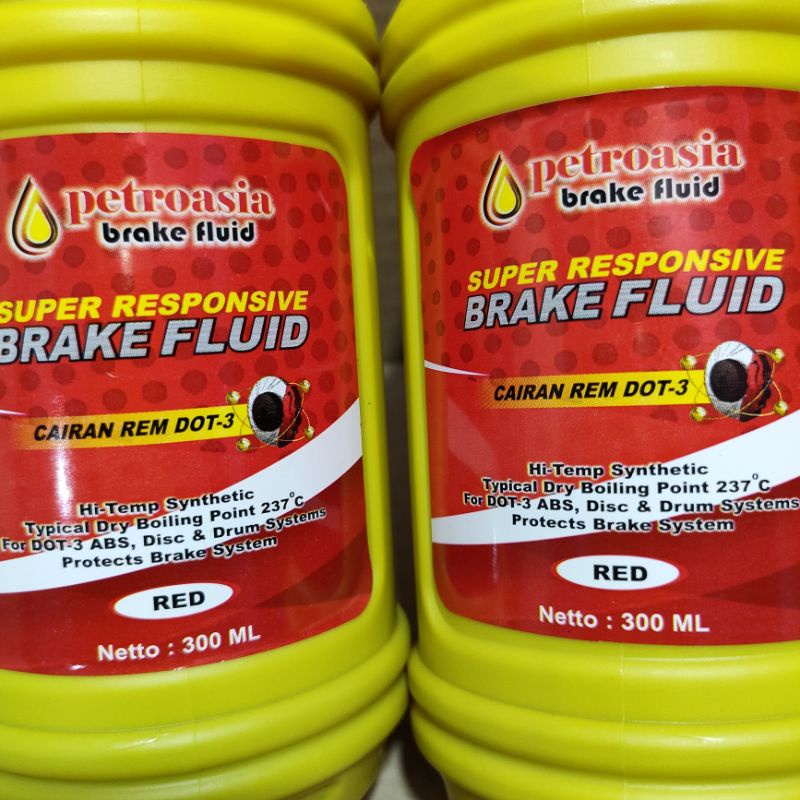 petroasia
brake fluid
SUPER RESPONSIVE
BRAKE FLUID
CAIRAN REM DOT-3
Hi-Temp Synthetic
Typical Dry Boiling Point 237°C
For DOT-3 ABS, Disc & Drum Systems
Protects Brake System
RED
Netto : 300 ML
petroasia
brake fluid
SUPER RESPONSIVE
BRAKE FLUID
CAIRAN REM DOT-3
Hi-Temp Synthetic
Typical Dry Boiling Point 237°C
For DOT-3 ABS, Disc & Drum Systems
Protects Brake System
RED
Netto : 300 ML